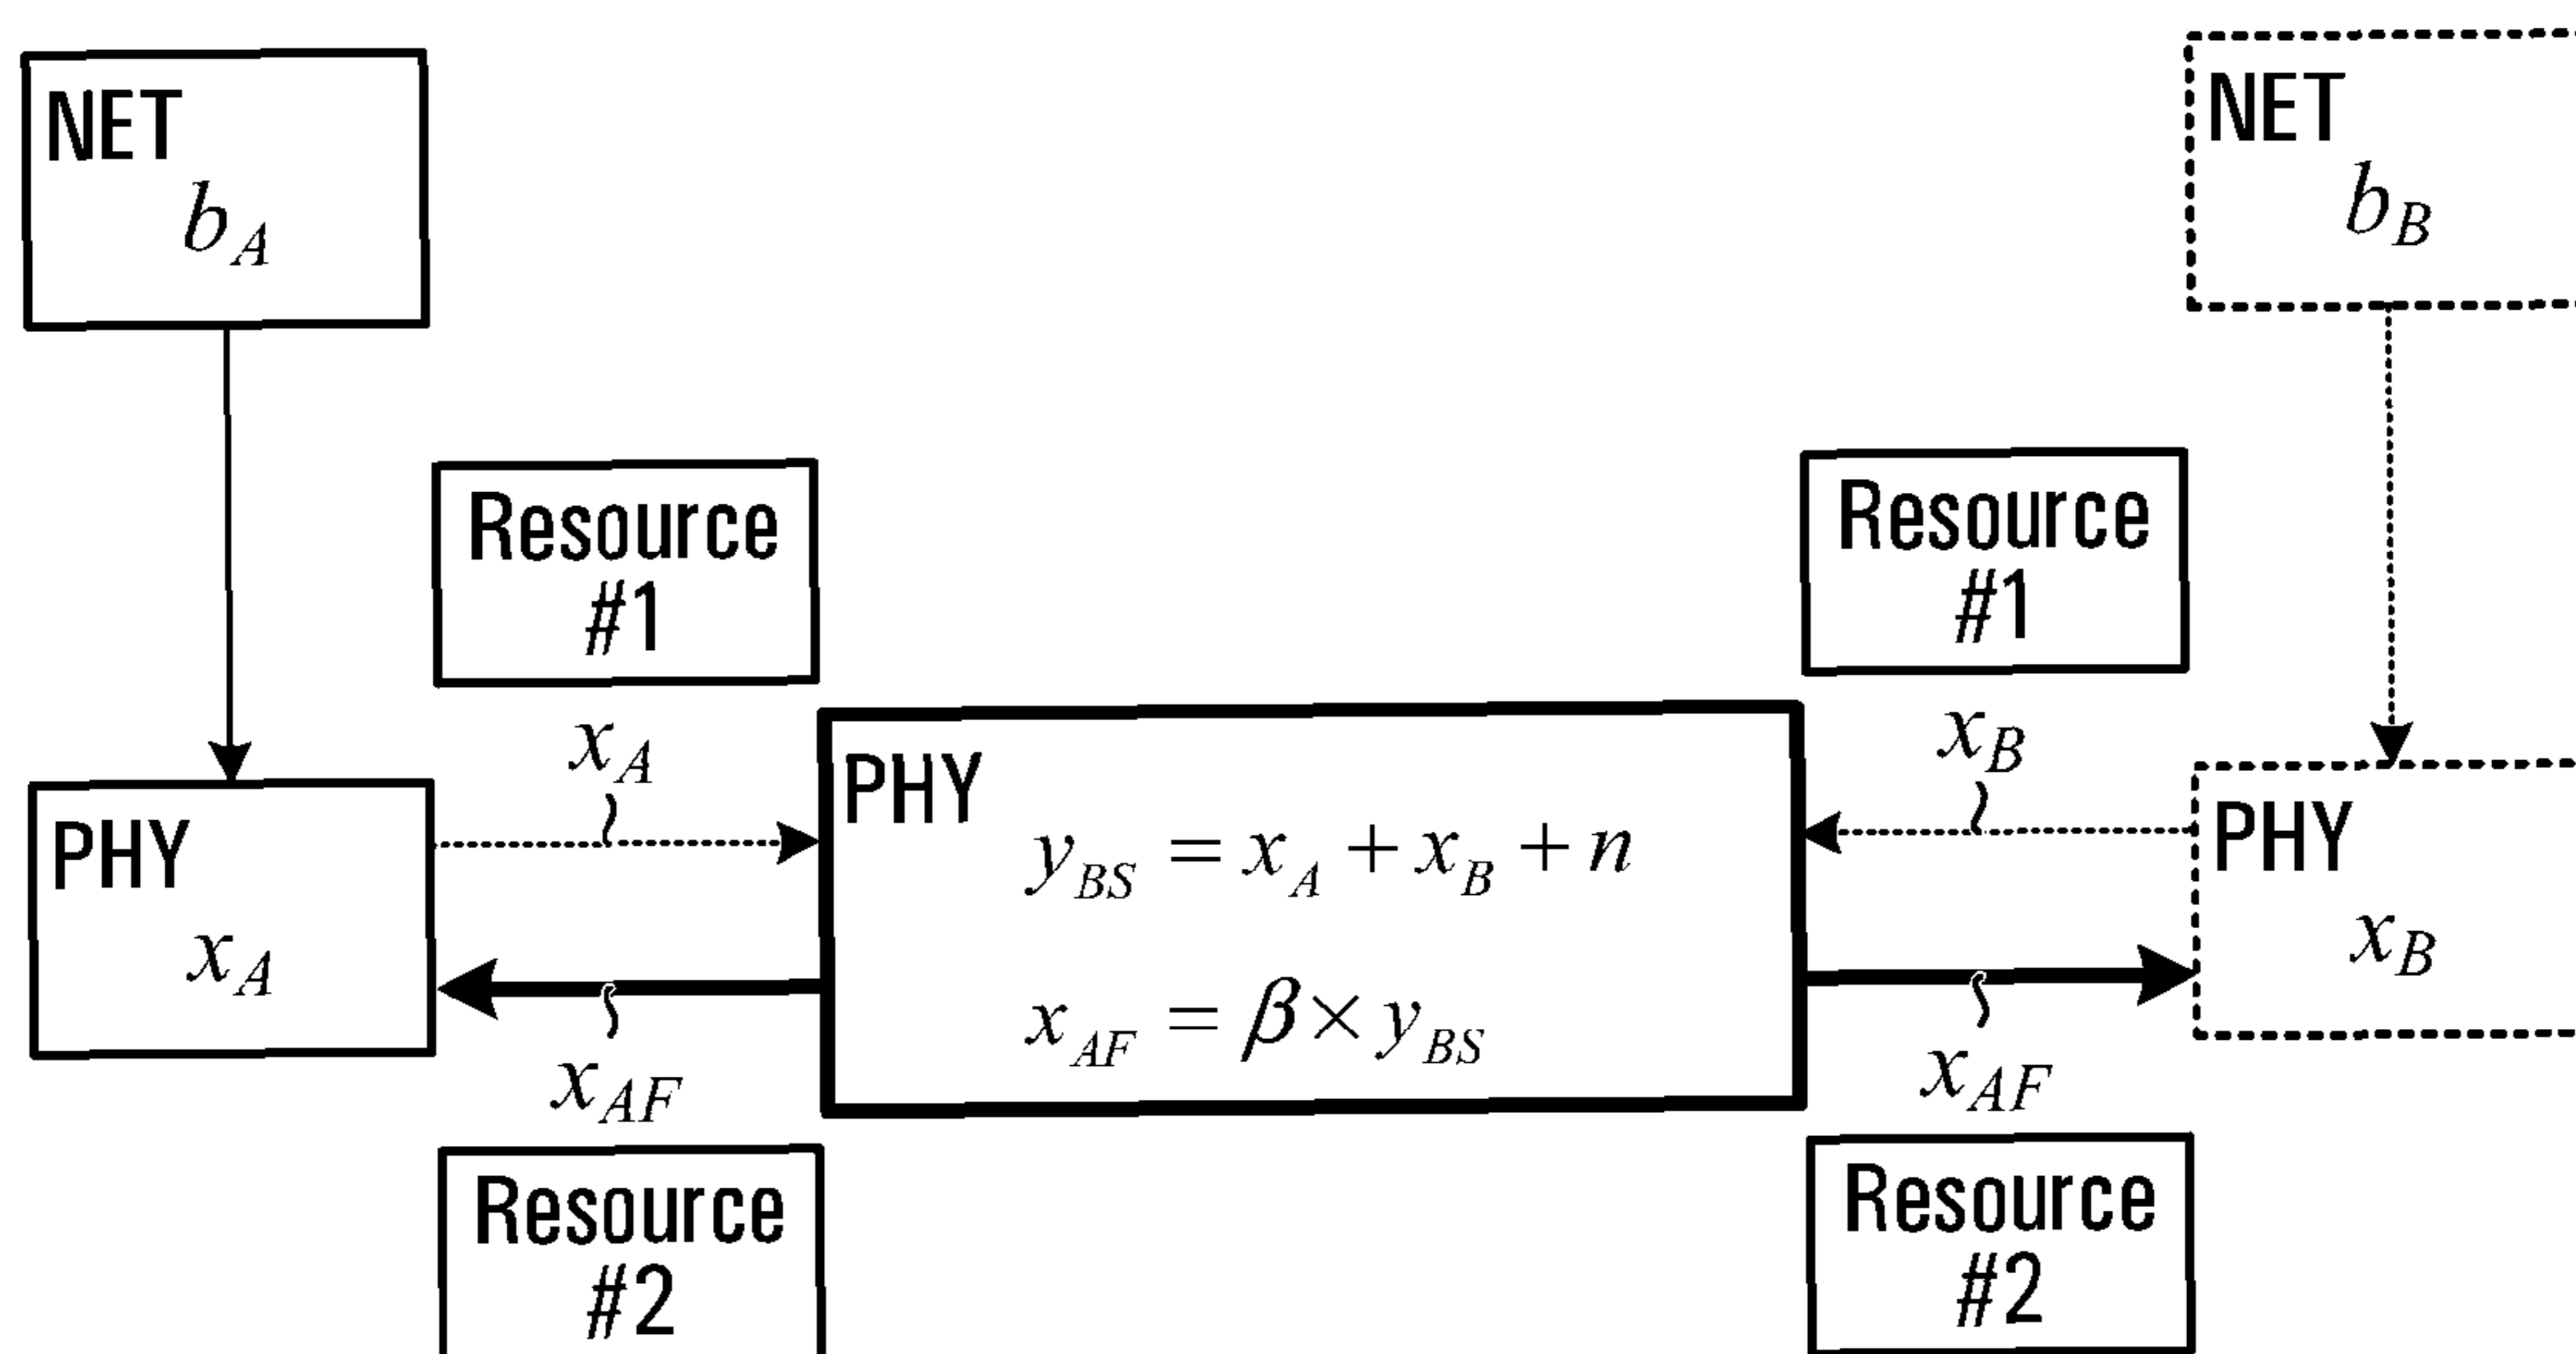 NET
b_A
NET
b_B
Resource
#1
Resource
#1
x_A
x_B
PHY
x_A
PHY
y_BS = x_A + x_B + n
x_AF = β × y_BS
PHY
x_B
x_AF
x_AF
Resource
#2
Resource
#2